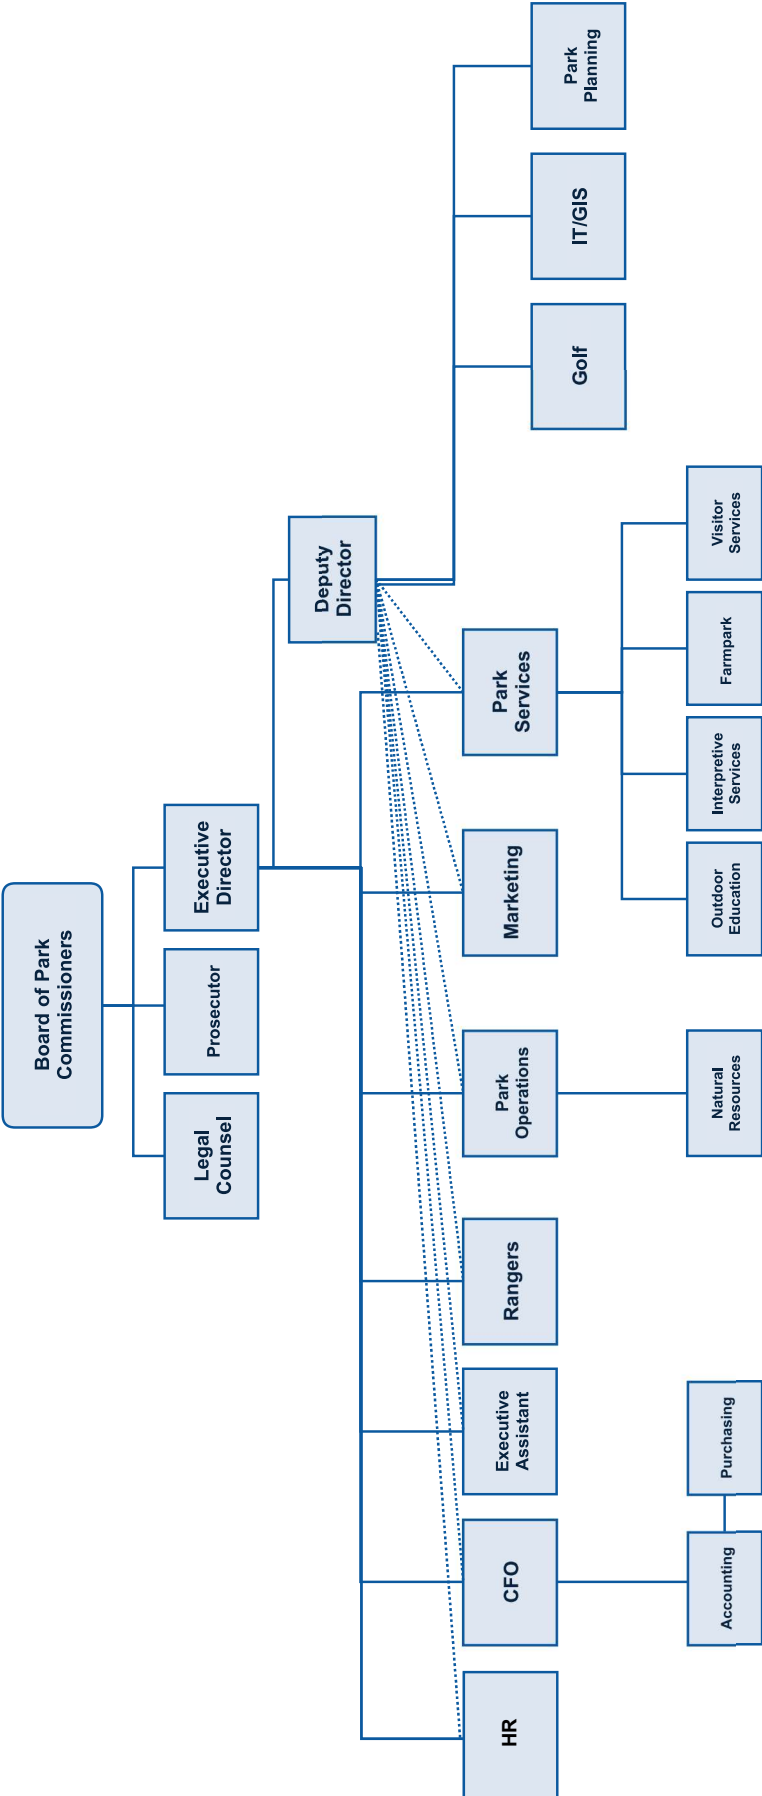 Board of Park
Commissioners
Legal
Counsel
Prosecutor
Executive
Director
Deputy
Director
HR
CFO
Executive
Assistant
Rangers
Park
Operations
Marketing
Park
Services
Golf
IT/GIS
Park
Planning
Accounting
Purchasing
Natural
Resources
Outdoor
Education
Interpretive
Services
Farmpark
Visitor
Services